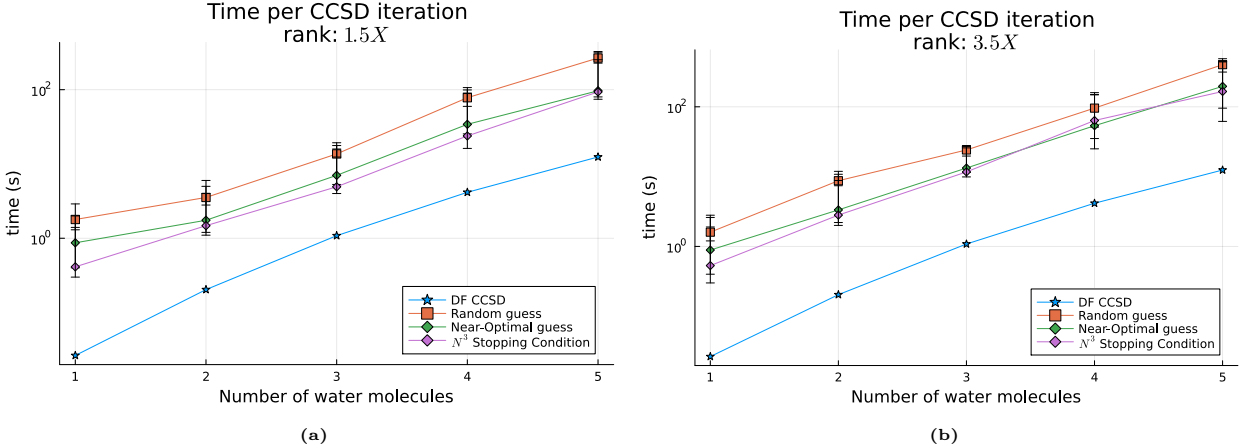 Time per CCSD iteration
rank: 1.5X
time (s)
10²
10⁰
DF CCSD
Random guess
Near-Optimal guess
N³ Stopping Condition
1 2 3 4 5
Number of water molecules
(a)
Time per CCSD iteration
rank: 3.5X
time (s)
10²
10⁰
DF CCSD
Random guess
Near-Optimal guess
N³ Stopping Condition
1 2 3 4 5
Number of water molecules
(b)